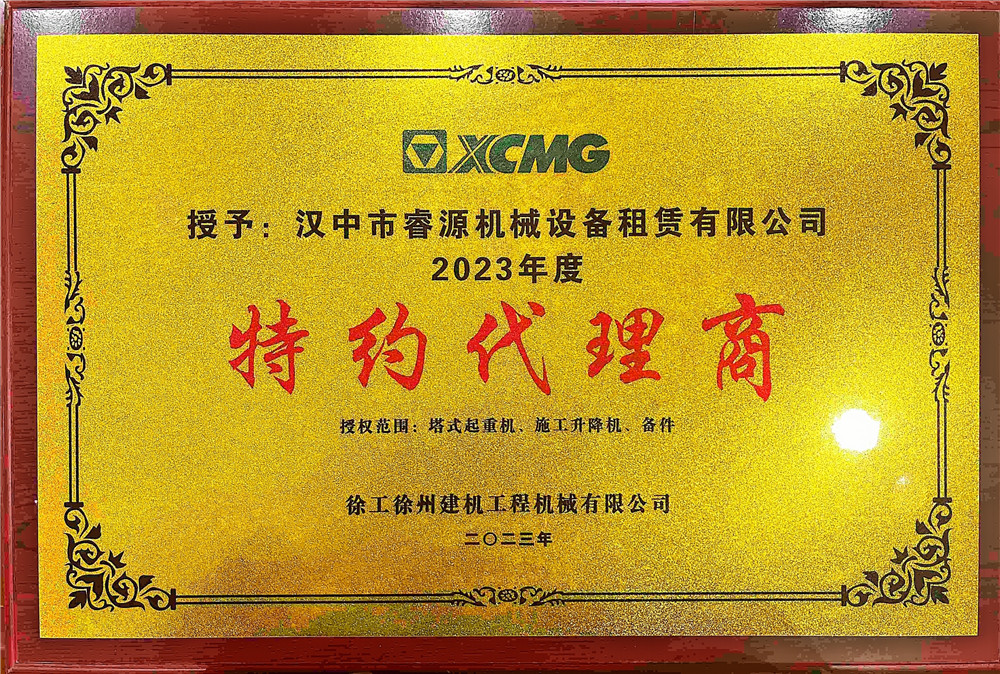 XCMG
授予：汉中市睿源机械设备租赁有限公司
2023年度
特约代理商
授权范围：塔式起重机、施工升降机、备件
徐工徐州建机工程机械有限公司
二〇二三年